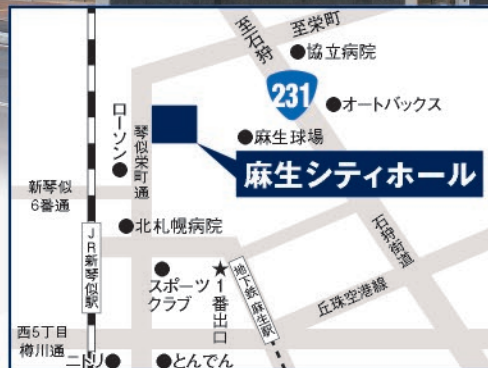 至石狩
至栄町
●協立病院
231
●オートバックス
●麻生球場
ローソン●
琴似栄町通
麻生シティホール
新琴似
6番通
●北札幌病院
JR新琴似駅
●
スポーツ
クラブ
★1番出口
地下鉄 麻生駅
石狩街道
丘珠空港線
西5丁目
樽川通
ニトリ●
●とんでん